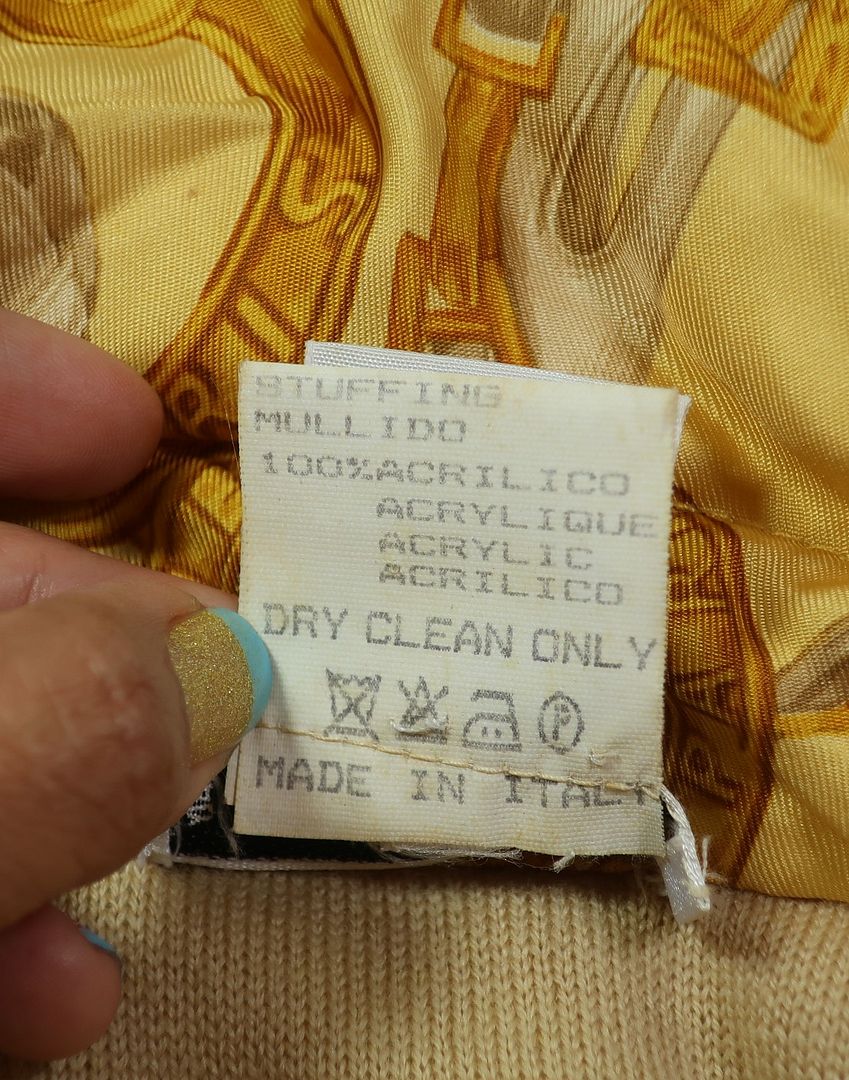 STUFFING
MULLIDO
100% ACRILICO
ACRYLIQUE
ACRYLIC
ACRILICO
DRY CLEAN ONLY
P
MADE IN ITALY